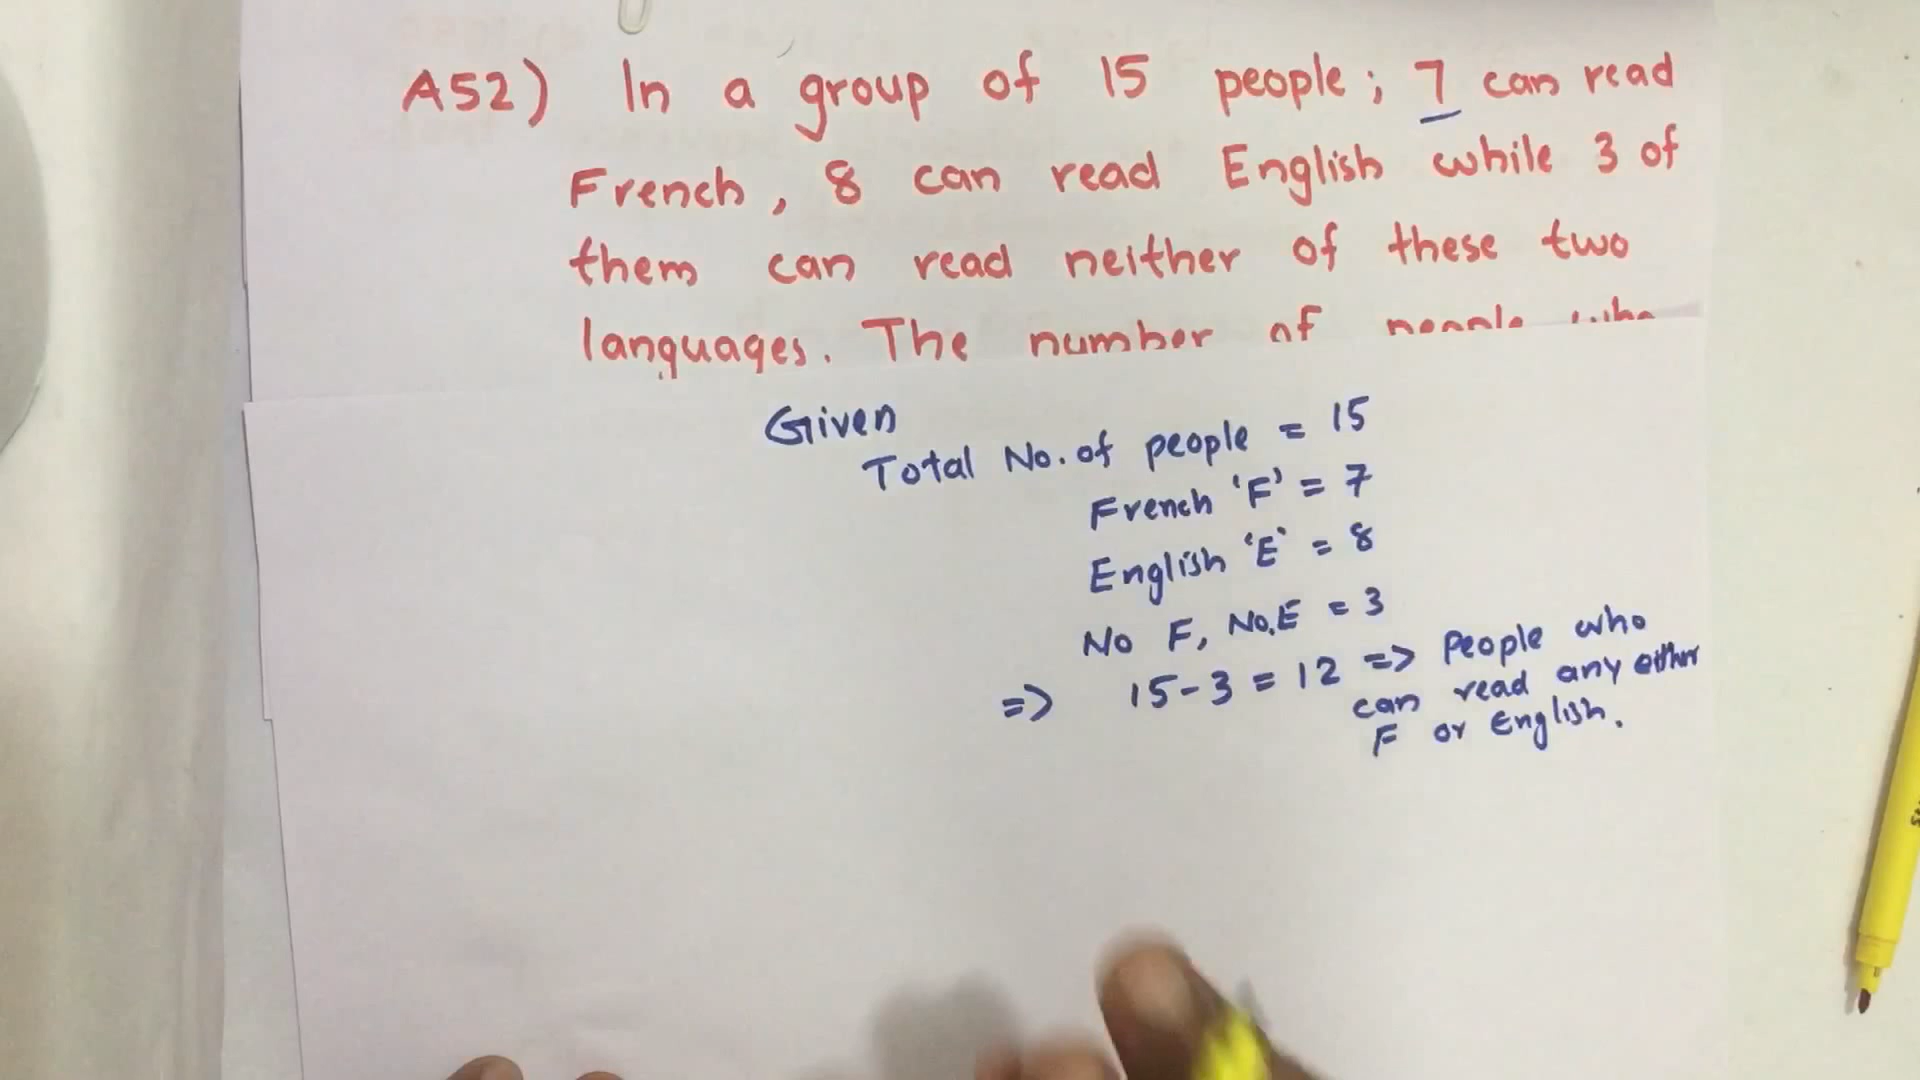 A52) In a group of 15 people; 7 can read
French, 8 can read English while 3 of
them can read neither of these two
languages. The number of people who
Given
Total No. of people = 15
French 'F' = 7
English 'E' = 8
No F, No.E = 3
=> 15-3 = 12 => People who
can read any either
F or English.